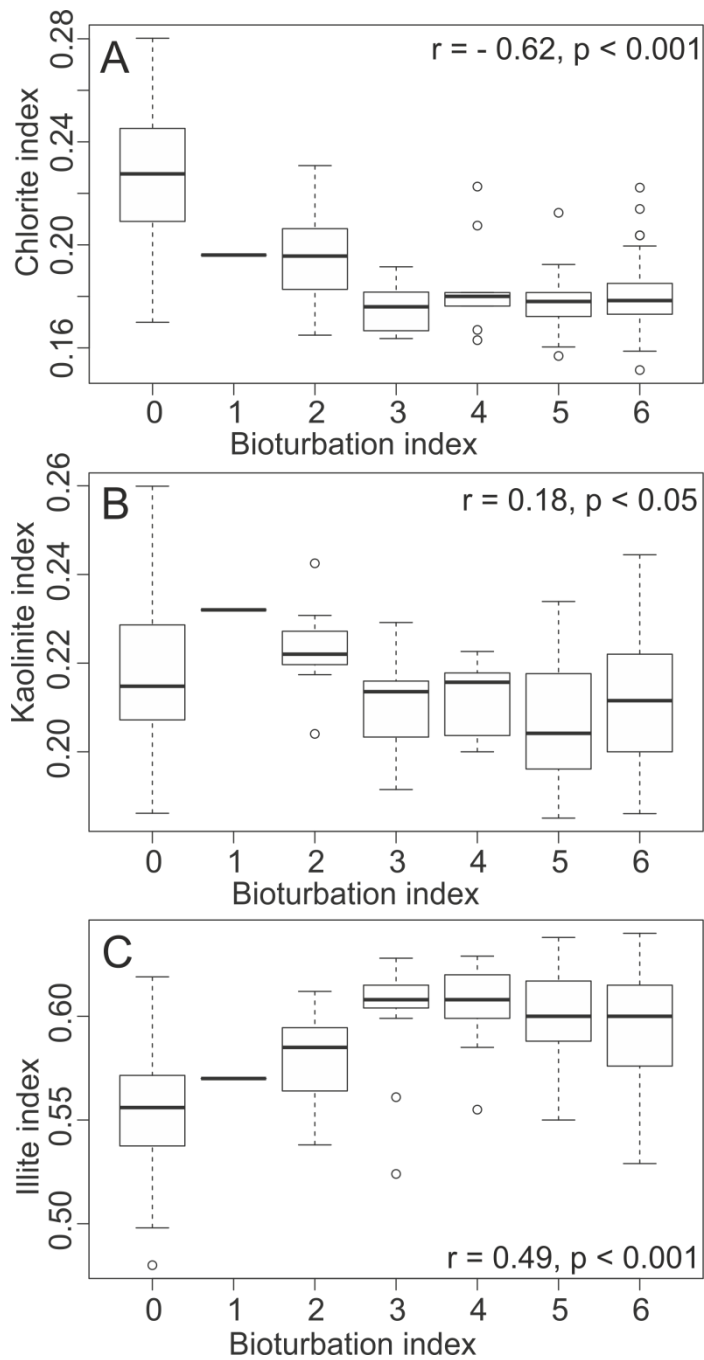 A
r = - 0.62, p < 0.001
Chlorite index
0.28
0.24
0.20
0.16
0 1 2 3 4 5 6
Bioturbation index
B
r = 0.18, p < 0.05
Kaolinite index
0.26
0.24
0.22
0.20
0 1 2 3 4 5 6
Bioturbation index
C
Illite index
0.60
0.55
0.50
r = 0.49, p < 0.001
0 1 2 3 4 5 6
Bioturbation index